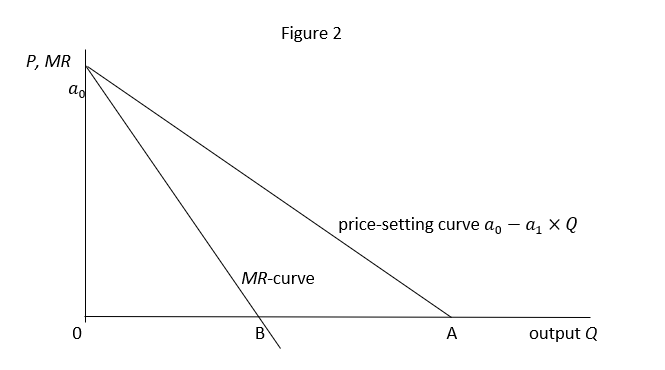 Figure 2
P, MR
a₀
price-setting curve a₀ − a₁ × Q
MR-curve
0
B
A
output Q